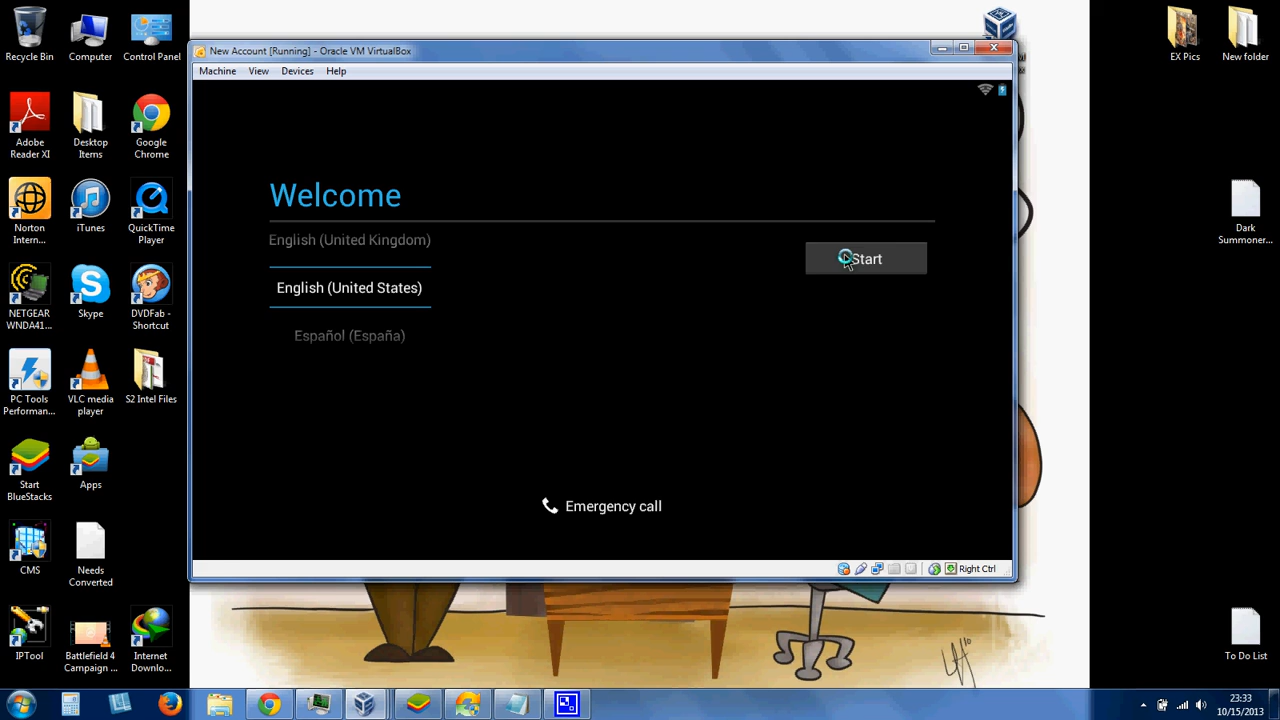 Recycle Bin
Computer
Control Panel
EX Pics
New folder
New Account [Running] - Oracle VM VirtualBox
Machine
View
Devices
Help
Adobe
Reader XI
Desktop
Items
Google
Chrome
Welcome
English (United Kingdom)
English (United States)
Español (España)
Start
Emergency call
Norton
Intern...
iTunes
QuickTime
Player
Dark
Summoner...
NETGEAR
WNDA41...
Skype
DVDFab -
Shortcut
PC Tools
Performan...
VLC media
player
S2 Intel Files
Start
BlueStacks
Apps
CMS
Needs
Converted
Right Ctrl
IPTool
Battlefield 4
Campaign ...
Internet
Downlo...
To Do List
23:33
10/15/2013